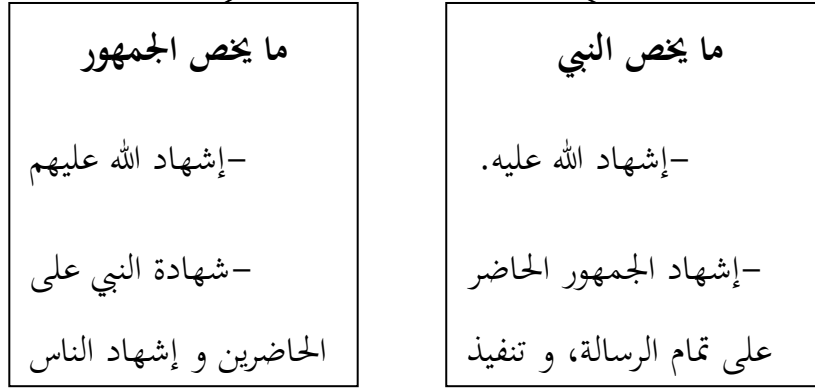 ما يخص النبي
–إشهاد الله عليه.
–إشهاد الجمهور الحاضر
على تمام الرسالة، و تنفيذ
ما يخص الجمهور
–إشهاد الله عليهم
–شهادة النبي على
الحاضرين و إشهاد الناس